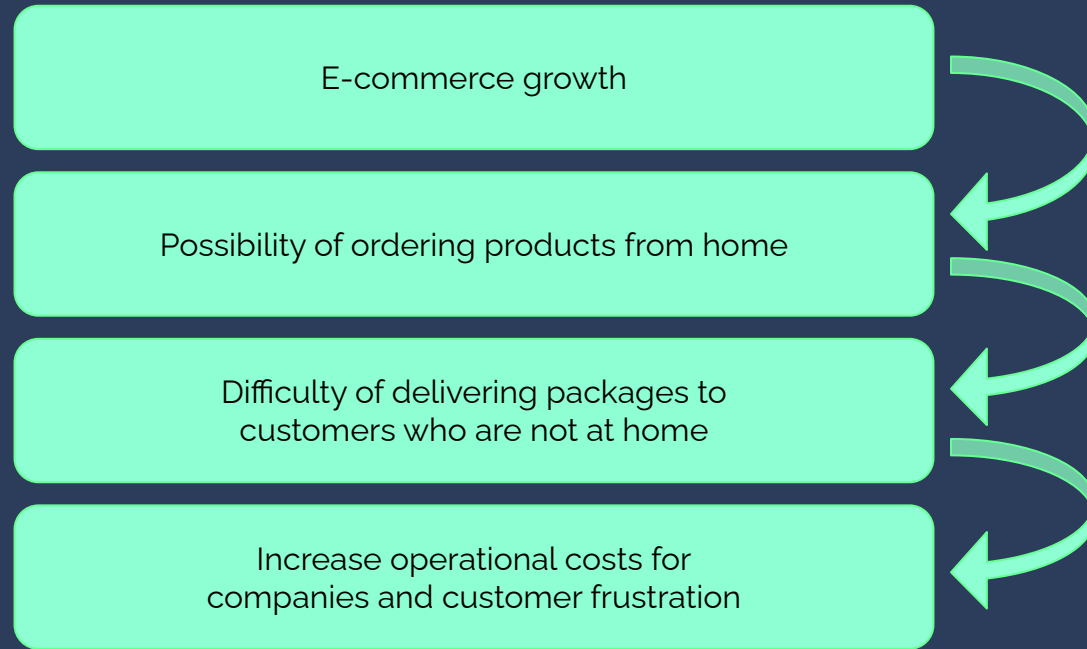 E-commerce growth
Possibility of ordering products from home
Difficulty of delivering packages to
customers who are not at home
Increase operational costs for
companies and customer frustration